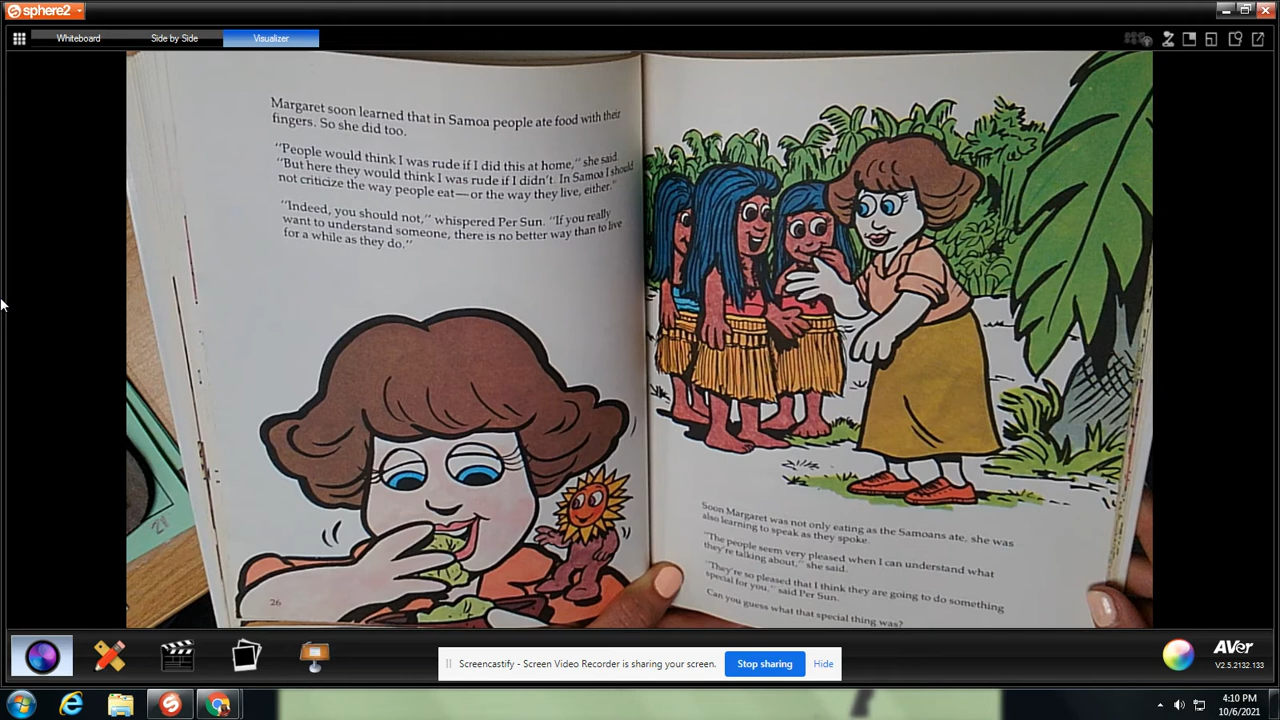 sphere2
Whiteboard
Side by Side
Visualizer
Margaret soon learned that in Samoa people ate food with their
fingers. So she did too.
“People would think I was rude if I did this at home,” she said.
“But here they would think I was rude if I didn’t. In Samoa I should
not criticize the way people eat—or the way they live, either.”
“Indeed, you should not,” whispered Per Sun. “If you really
want to understand someone, there is no better way than to live
for a while as they do.”
26
Soon Margaret was not only eating as the Samoans ate, she was
also learning to speak as they spoke.
“The people seem very pleased when I can understand what
they’re talking about,” she said.
“They’re so pleased that I think they are going to do something
special for you,” said Per Sun.
Can you guess what that special thing was?
Screencastify - Screen Video Recorder is sharing your screen.
Stop sharing
Hide
AVer
V2.5.2132.133
4:10 PM
10/6/2021